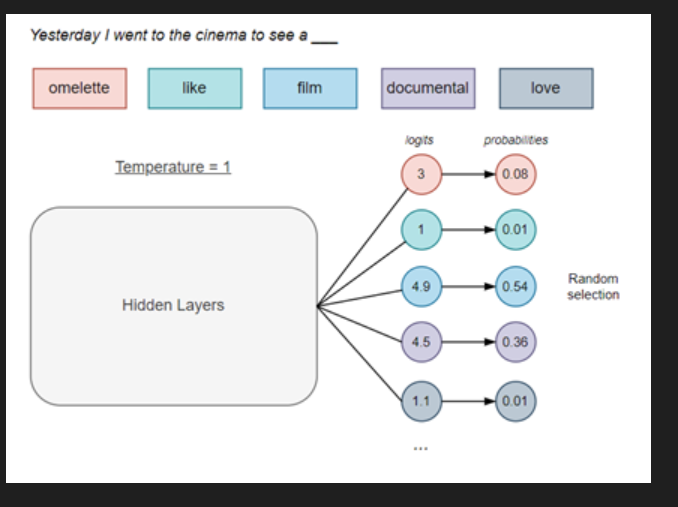 Yesterday I went to the cinema to see a ___
omelette like film documental love
logits probabilities
Temperature = 1
3 0.08
1 0.01
Hidden Layers
4.9 0.54
Random
selection
4.5 0.36
1.1 0.01
...